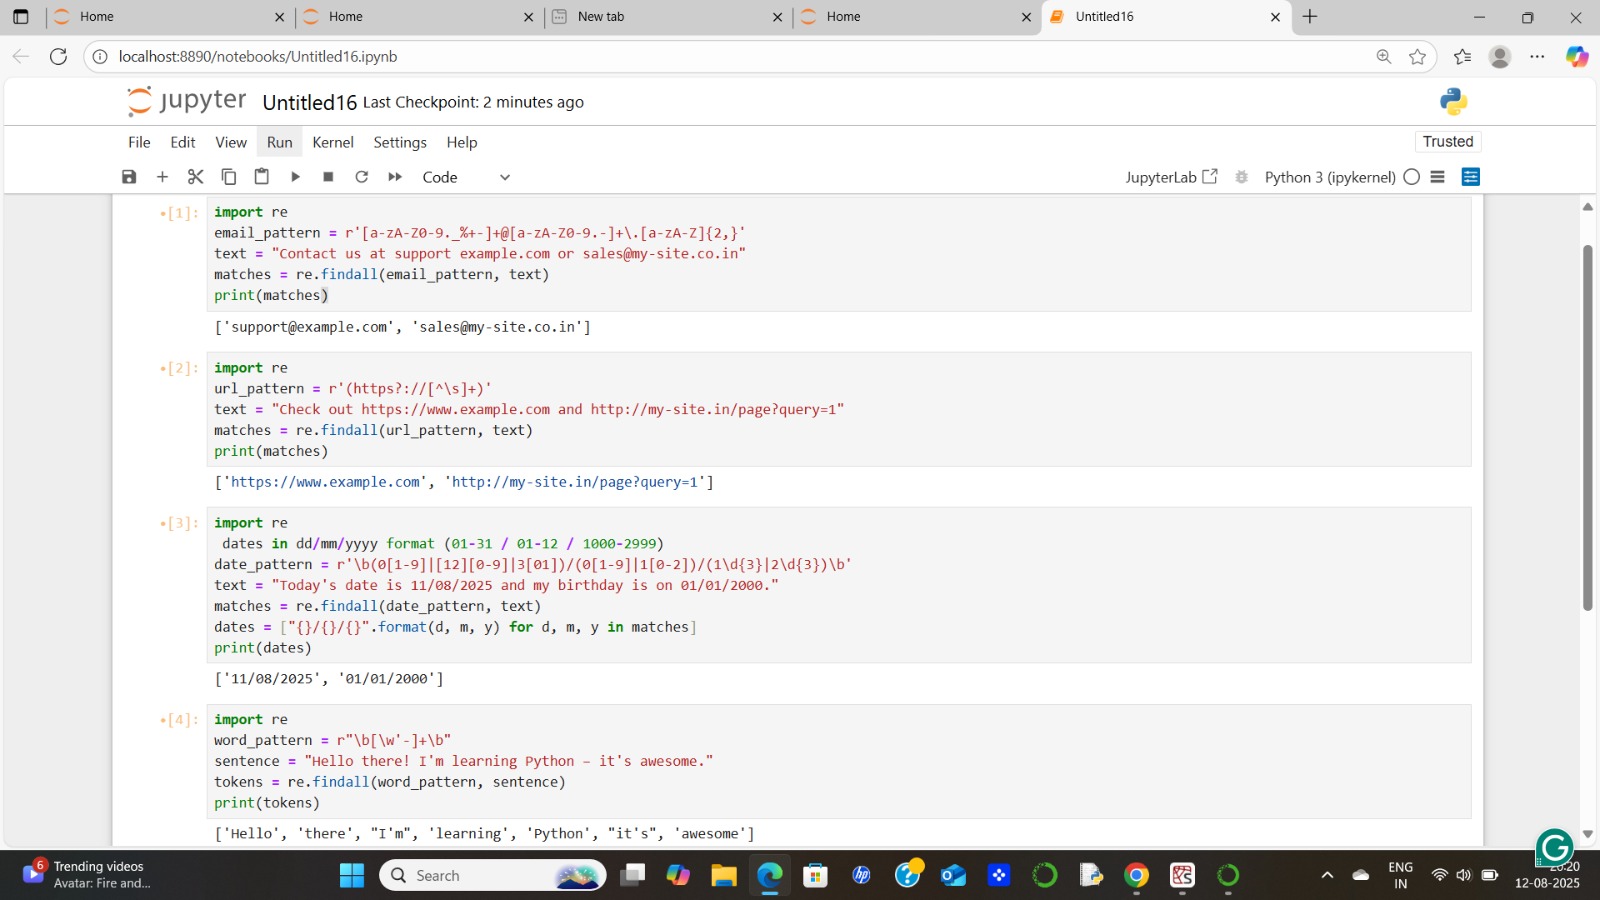 Home
Home
New tab
Home
Untitled16
localhost:8890/notebooks/Untitled16.ipynb
jupyter Untitled16 Last Checkpoint: 2 minutes ago
File Edit View Run Kernel Settings Help
Trusted
Code
JupyterLab
Python 3 (ipykernel)
[1]:
import re
email_pattern = r'[a-zA-Z0-9._%+-]+@[a-zA-Z0-9.-]+\.[a-zA-Z]{2,}'
text = "Contact us at support example.com or sales@my-site.co.in"
matches = re.findall(email_pattern, text)
print(matches)
['support@example.com', 'sales@my-site.co.in']
[2]:
import re
url_pattern = r'(https?://[^\s]+)'
text = "Check out https://www.example.com and http://my-site.in/page?query=1"
matches = re.findall(url_pattern, text)
print(matches)
['https://www.example.com', 'http://my-site.in/page?query=1']
[3]:
import re
dates in dd/mm/yyyy format (01-31 / 01-12 / 1000-2999)
date_pattern = r'\b(0[1-9]|[12][0-9]|3[01])/(0[1-9]|1[0-2])/(1\d{3}|2\d{3})\b'
text = "Today's date is 11/08/2025 and my birthday is on 01/01/2000."
matches = re.findall(date_pattern, text)
dates = ["{}/{}/{}".format(d, m, y) for d, m, y in matches]
print(dates)
['11/08/2025', '01/01/2000']
[4]:
import re
word_pattern = r"\b[\w'-]+\b"
sentence = "Hello there! I'm learning Python – it's awesome."
tokens = re.findall(word_pattern, sentence)
print(tokens)
['Hello', 'there', "I'm", 'learning', 'Python', "it's", 'awesome']
6
Trending videos
Avatar: Fire and...
Search
ENG
IN
12-08-2025